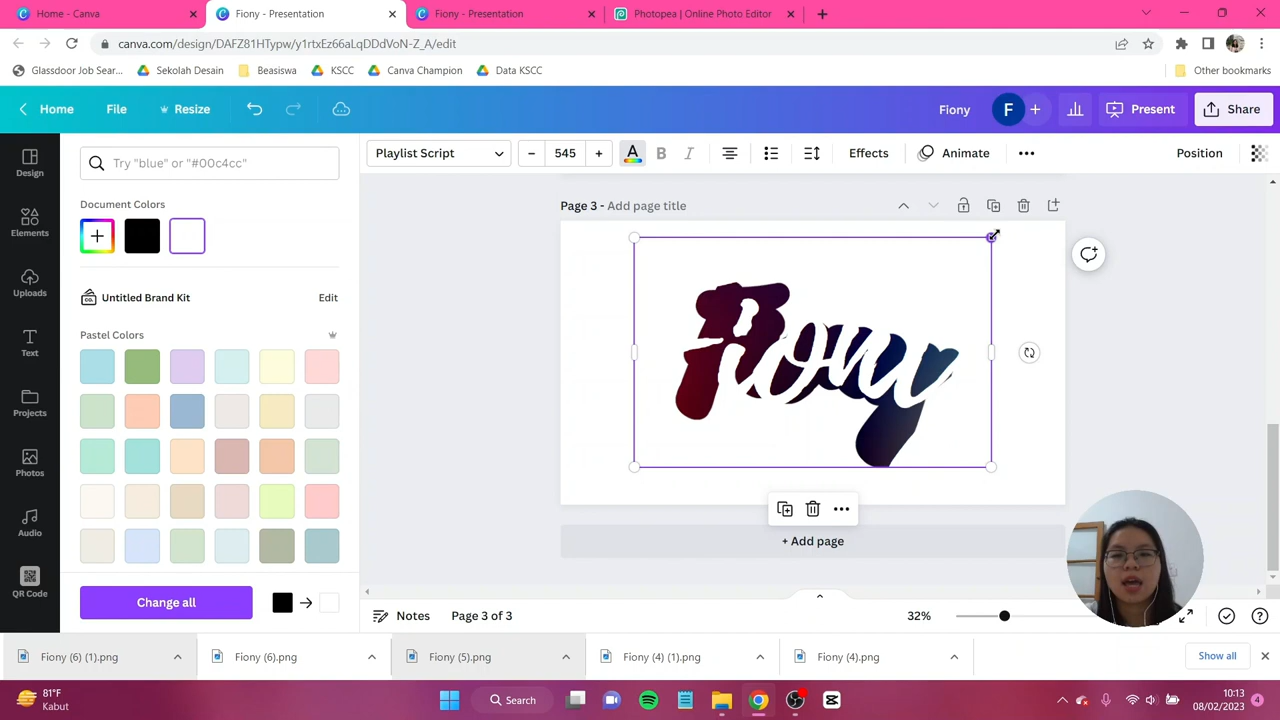 Home - Canva
Fiony - Presentation
Fiony - Presentation
Photopea | Online Photo Editor
canva.com/design/DAFZ81HTypw/y1rtxEz66aLqDDdVoN-Z_A/edit
Glassdoor Job Sear...
Sekolah Desain
Beasiswa
KSCC
Canva Champion
Data KSCC
Other bookmarks
Home
File
Resize
Fiony
F
Present
Share
Design
Elements
Uploads
Text
Projects
Photos
Audio
QR Code
Try "blue" or "#00c4cc"
Document Colors
CO.
Untitled Brand Kit
Edit
Pastel Colors
Change all
Playlist Script
545
A
B
I
Effects
Animate
Position
Page 3 - Add page title
Fiony
+ Add page
Notes
Page 3 of 3
32%
Fiony (6) (1).png
Fiony (6).png
Fiony (5).png
Fiony (4) (1).png
Fiony (4).png
Show all
81°F
Kabut
Search
10:13
08/02/2023
4